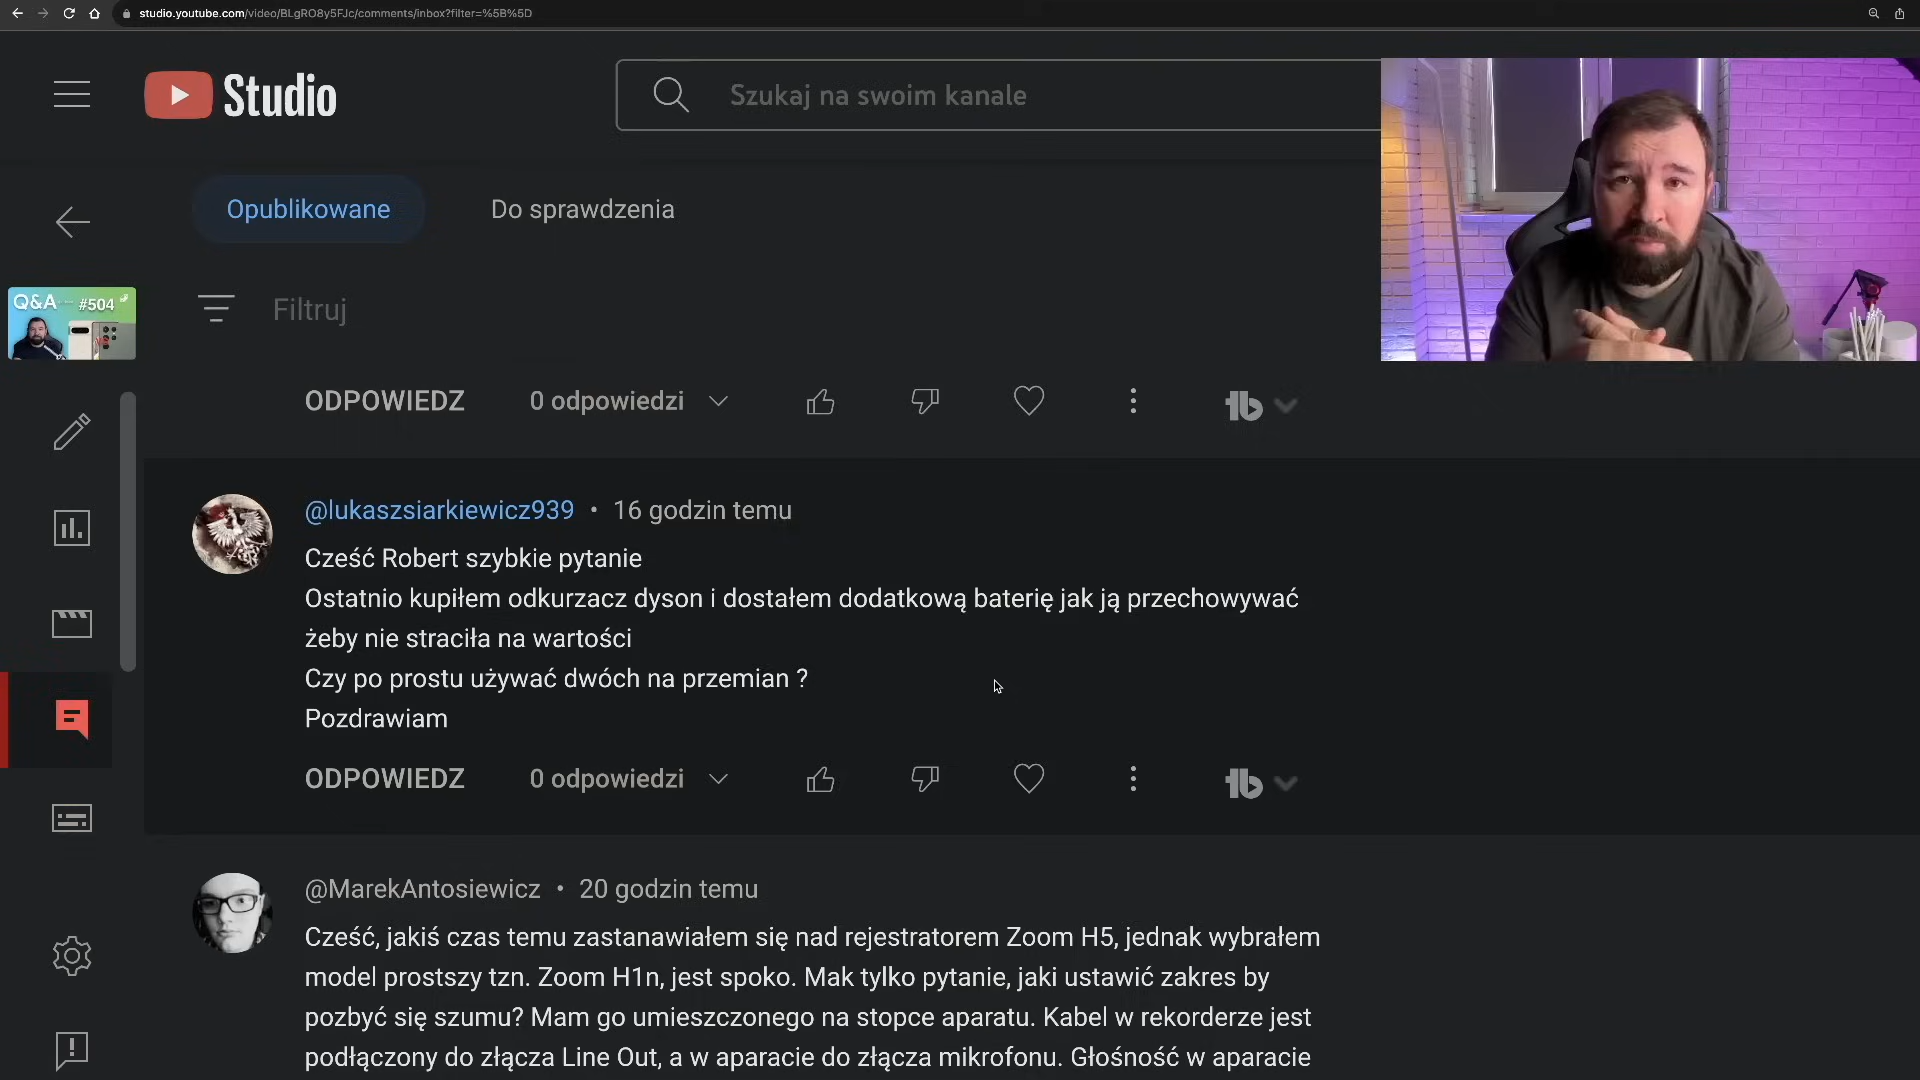 studio.youtube.com/video/BLgRO8y5FJc/comments/inbox?filter=%5B%5D
Studio
Szukaj na swoim kanale
Opublikowane
Do sprawdzenia
Q&A #504
Filtruj
ODPOWIEDZ
0 odpowiedzi
@lukaszsiarkiewicz939 • 16 godzin temu
Cześć Robert szybkie pytanie
Ostatnio kupiłem odkurzacz dyson i dostałem dodatkową baterię jak ją przechowywać
żeby nie straciła na wartości
Czy po prostu używać dwóch na przemian ?
Pozdrawiam
ODPOWIEDZ
0 odpowiedzi
@MarekAntosiewicz • 20 godzin temu
Cześć, jakiś czas temu zastanawiałem się nad rejestratorem Zoom H5, jednak wybrałem
model prostszy tzn. Zoom H1n, jest spoko. Mak tylko pytanie, jaki ustawić zakres by
pozbyć się szumu? Mam go umieszczonego na stopce aparatu. Kabel w rekorderze jest
podłączony do złącza Line Out, a w aparacie do złącza mikrofonu. Głośność w aparacie